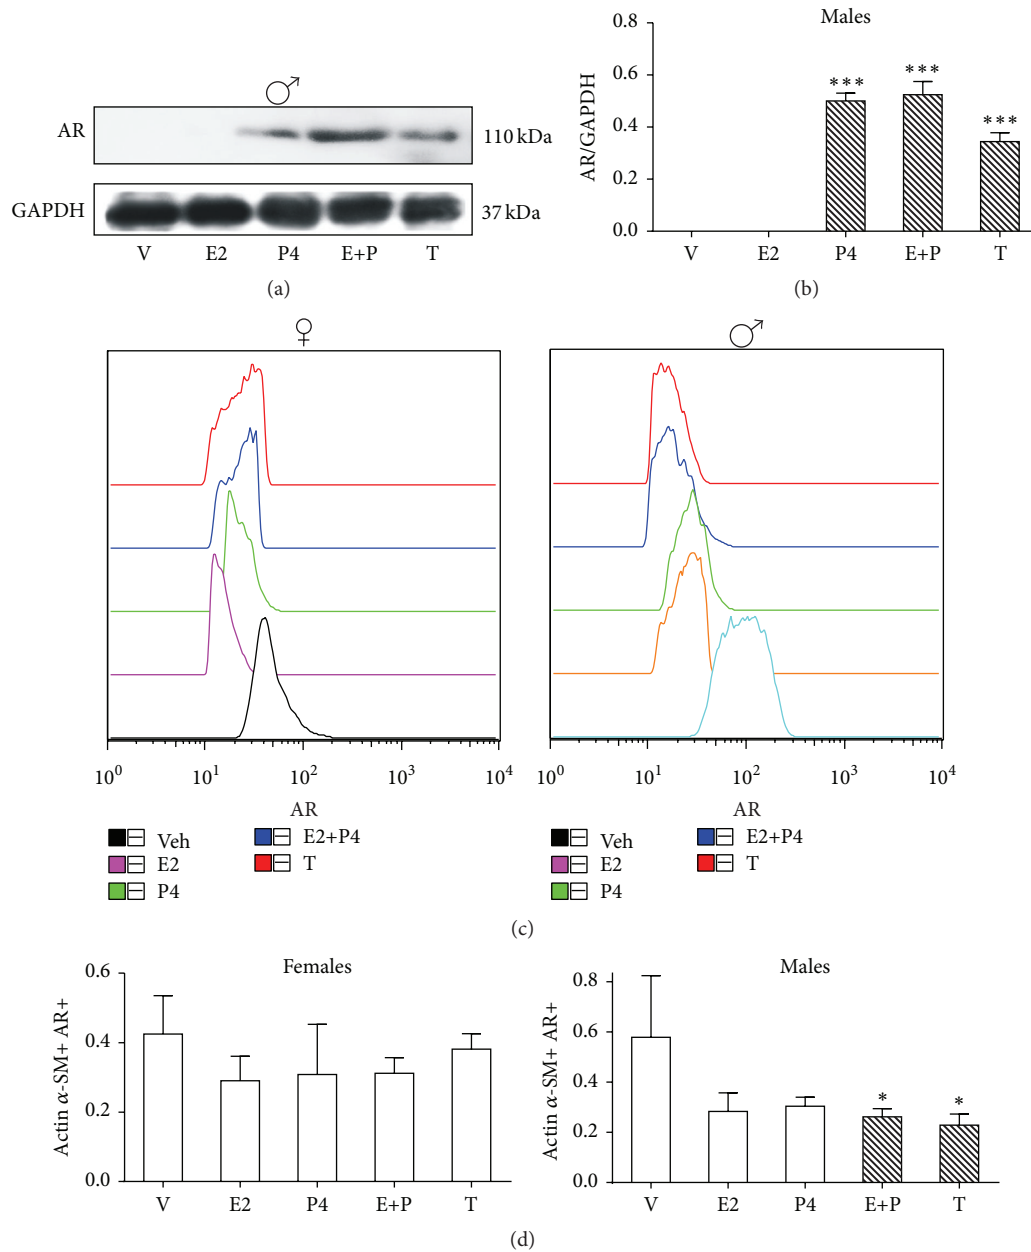 ♂
AR
110 kDa
GAPDH
37 kDa
V E2 P4 E+P T
(a)
Males
AR/GAPDH
0.8
0.6
0.4
0.2
0.0
*** *** ***
V E2 P4 E+P T
(b)
♀
10⁰ 10¹ 10² 10³ 10⁴
AR
Veh
E2
P4
E2+P4
T
♂
10⁰ 10¹ 10² 10³ 10⁴
AR
Veh
E2
P4
E2+P4
T
(c)
Females
Actin α-SM+ AR+
0.6
0.4
0.2
0.0
V E2 P4 E+P T
Males
Actin α-SM+ AR+
0.8
0.6
0.4
0.2
0.0
* *
V E2 P4 E+P T
(d)